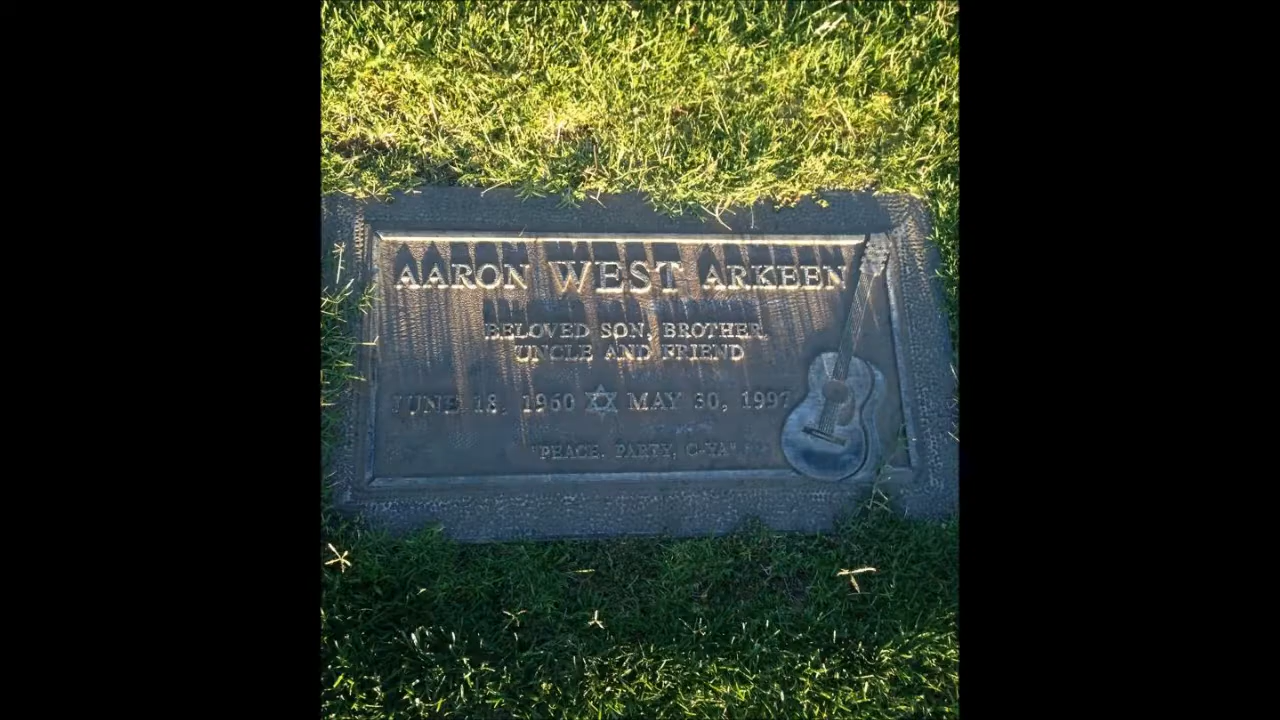 AARON WEST ARKEEN
BELOVED SON, BROTHER,
UNCLE AND FRIEND
JUNE 18, 1960 ✡ MAY 30, 1997
"PEACE, PARTY, C-YA"